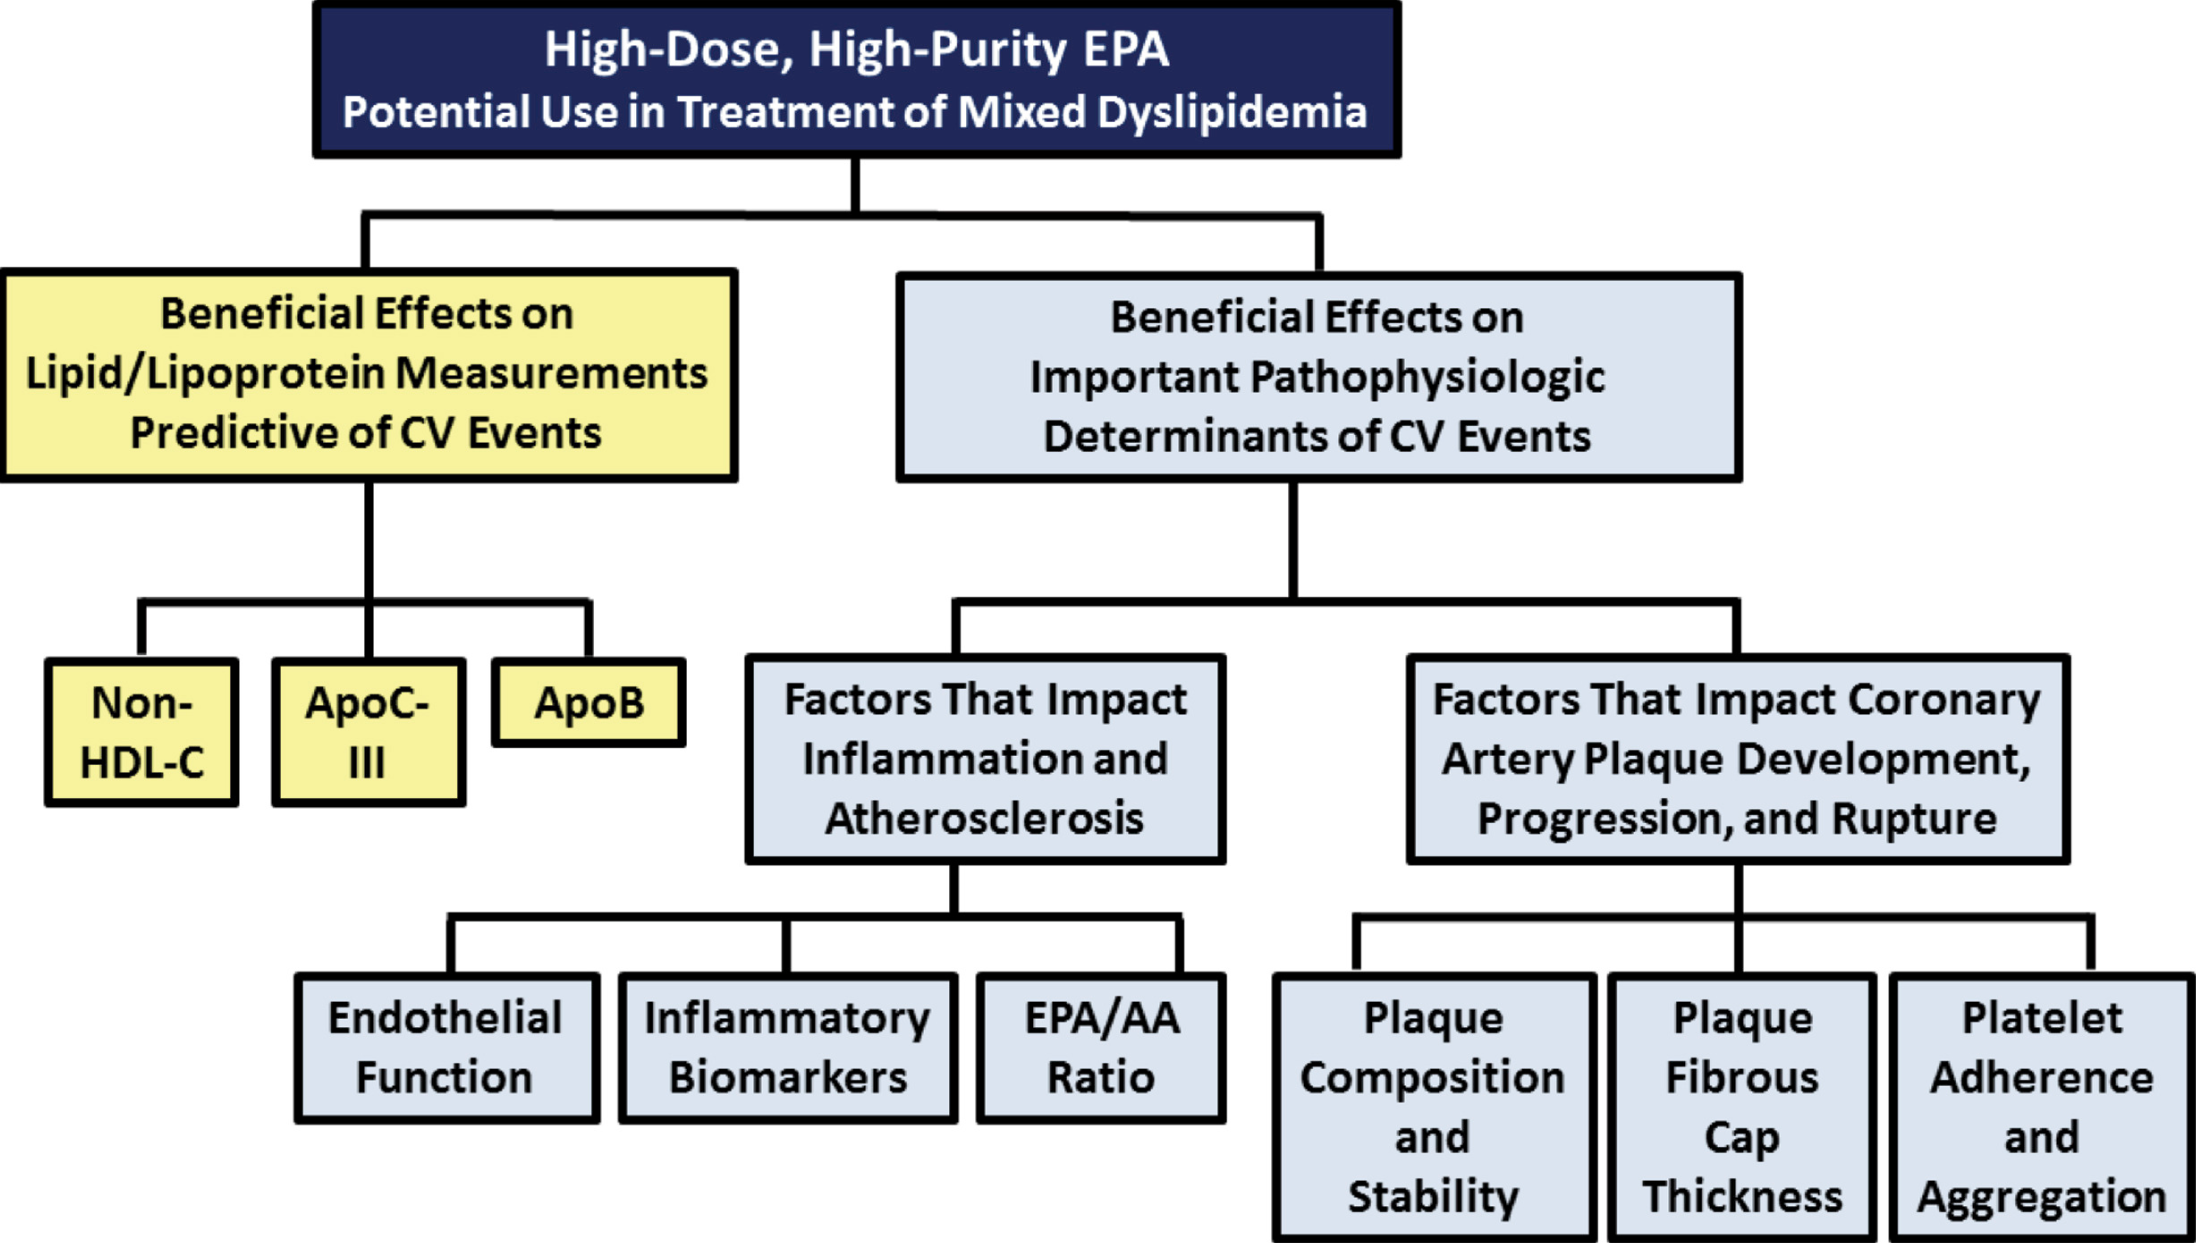 High-Dose, High-Purity EPA
Potential Use in Treatment of Mixed Dyslipidemia
Beneficial Effects on
Lipid/Lipoprotein Measurements
Predictive of CV Events
Beneficial Effects on
Important Pathophysiologic
Determinants of CV Events
Non-
HDL-C
ApoC-
III
ApoB
Factors That Impact
Inflammation and
Atherosclerosis
Factors That Impact Coronary
Artery Plaque Development,
Progression, and Rupture
Endothelial
Function
Inflammatory
Biomarkers
EPA/AA
Ratio
Plaque
Composition
and
Stability
Plaque
Fibrous
Cap
Thickness
Platelet
Adherence
and
Aggregation